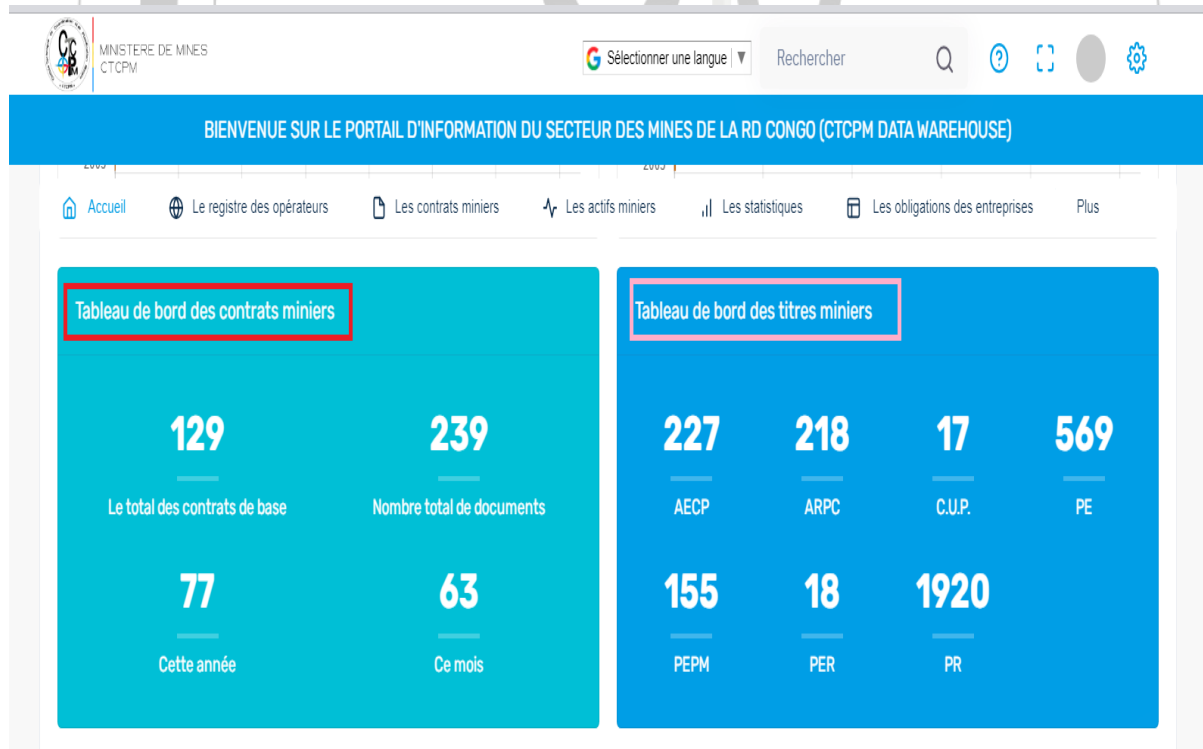 MINISTERE DE MINES
CTCPM
Sélectionner une langue
Rechercher
BIENVENUE SUR LE PORTAIL D'INFORMATION DU SECTEUR DES MINES DE LA RD CONGO (CTCPM DATA WAREHOUSE)
Accueil
Le registre des opérateurs
Les contrats miniers
Les actifs miniers
Les statistiques
Les obligations des entreprises
Plus
Tableau de bord des contrats miniers
129
Le total des contrats de base
239
Nombre total de documents
77
Cette année
63
Ce mois
Tableau de bord des titres miniers
227
AECP
218
ARPC
17
C.U.P.
569
PE
155
PEPM
18
PER
1920
PR